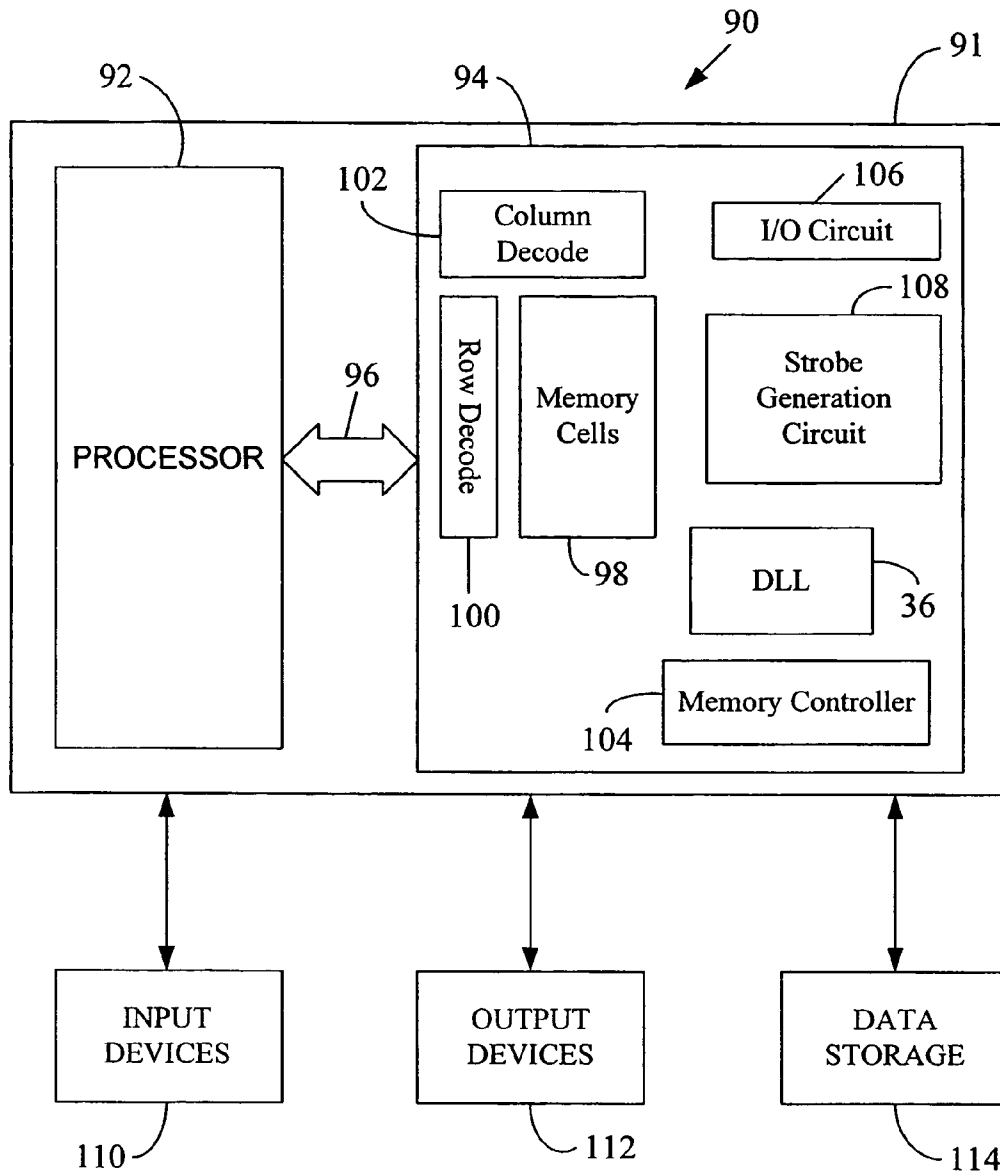 90
92
94
91
102
106
Column
Decode
I/O Circuit
108
Row Decode
Memory
Cells
Strobe
Generation
Circuit
96
PROCESSOR
98
DLL
36
100
Memory Controller
104
INPUT
DEVICES
OUTPUT
DEVICES
DATA
STORAGE
110
112
114